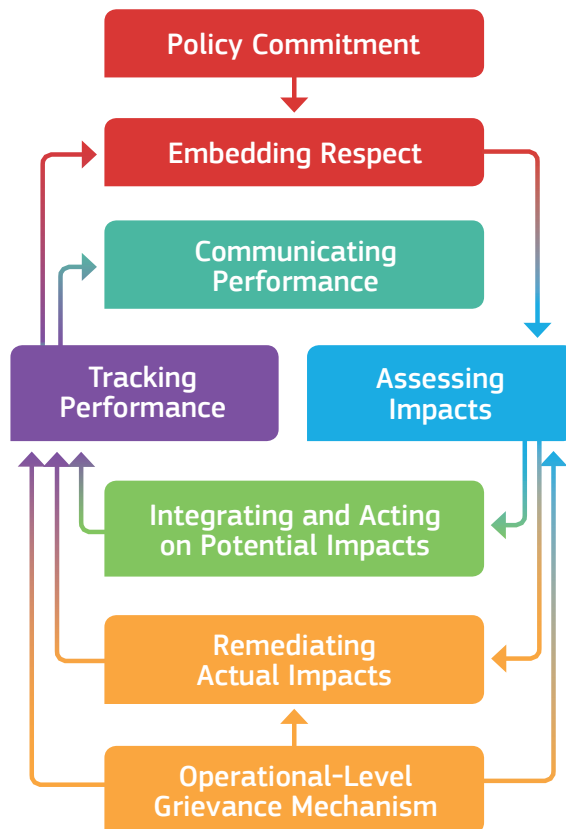 Policy Commitment
Embedding Respect
Communicating
Performance
Tracking
Performance
Assessing
Impacts
Integrating and Acting
on Potential Impacts
Remediating
Actual Impacts
Operational-Level
Grievance Mechanism